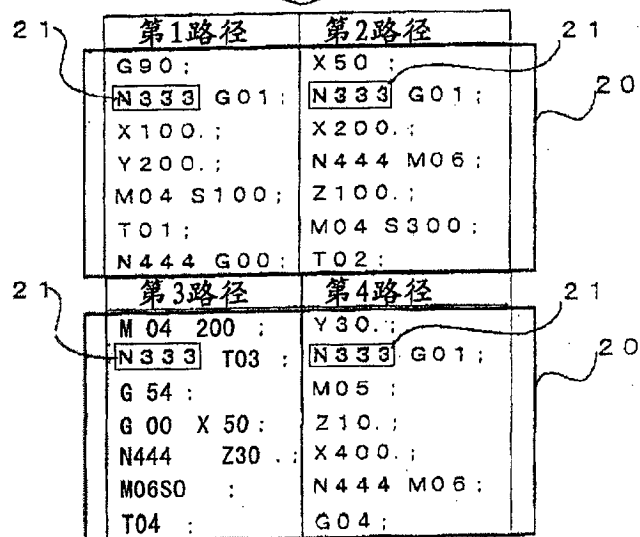 21 第1路径 第2路径 21
G90; X50 ;
N333 G01; N333 G01; 20
X100.; X200.;
Y200.; N444 M06;
M04 S100; Z100.;
T01; M04 S300;
N444 G00; T02;
21 第3路径 第4路径 21
M 04 200 ; Y30.;
N333 T03 ; N333 G01; 20
G 54 ; M05 ;
G 00 X 50 ; Z10.;
N444 Z30 .; X400.;
M06S0 ; N444 M06;
T04 ; G04;